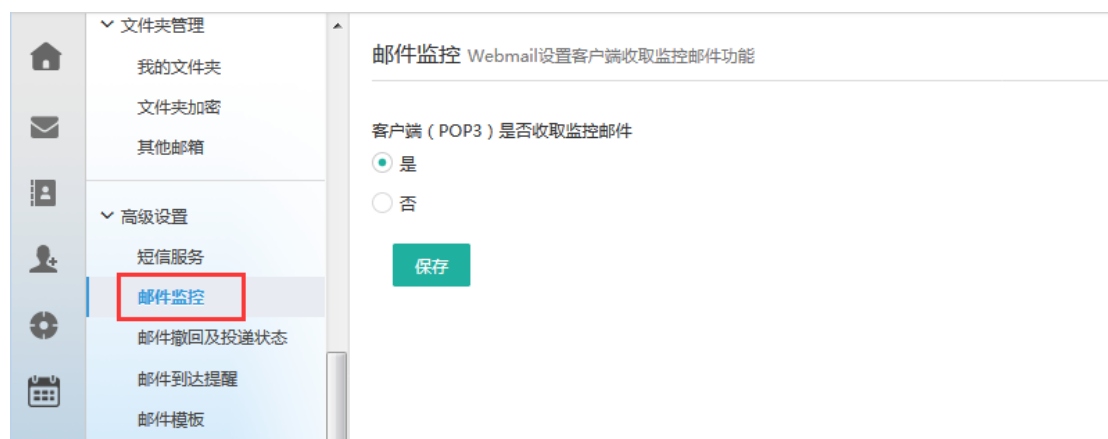 文件夹管理
我的文件夹
文件夹加密
其他邮箱
高级设置
短信服务
邮件监控
邮件撤回及投递状态
邮件到达提醒
邮件模板
邮件监控 Webmail设置客户端收取监控邮件功能
客户端（POP3）是否收取监控邮件
是
否
保存